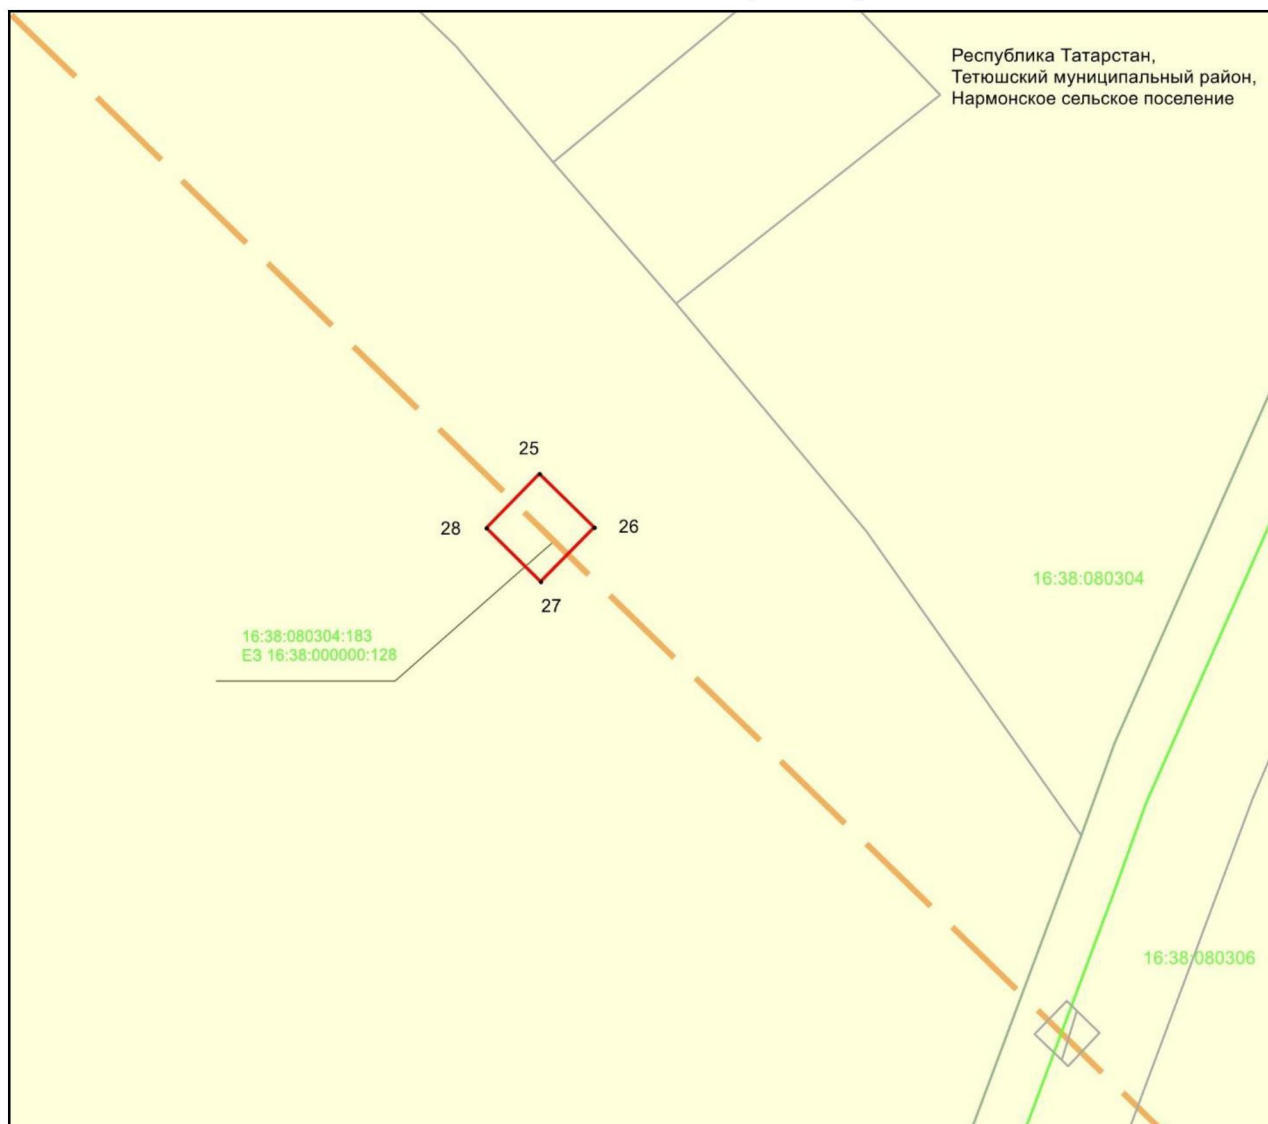 Республика Татарстан,
Тетюшский муниципальный район,
Нармонское сельское поселение
25
28
26
27
16:38:080304
16:38:080304:183
ЕЗ 16:38:000000:128
16:38:080306